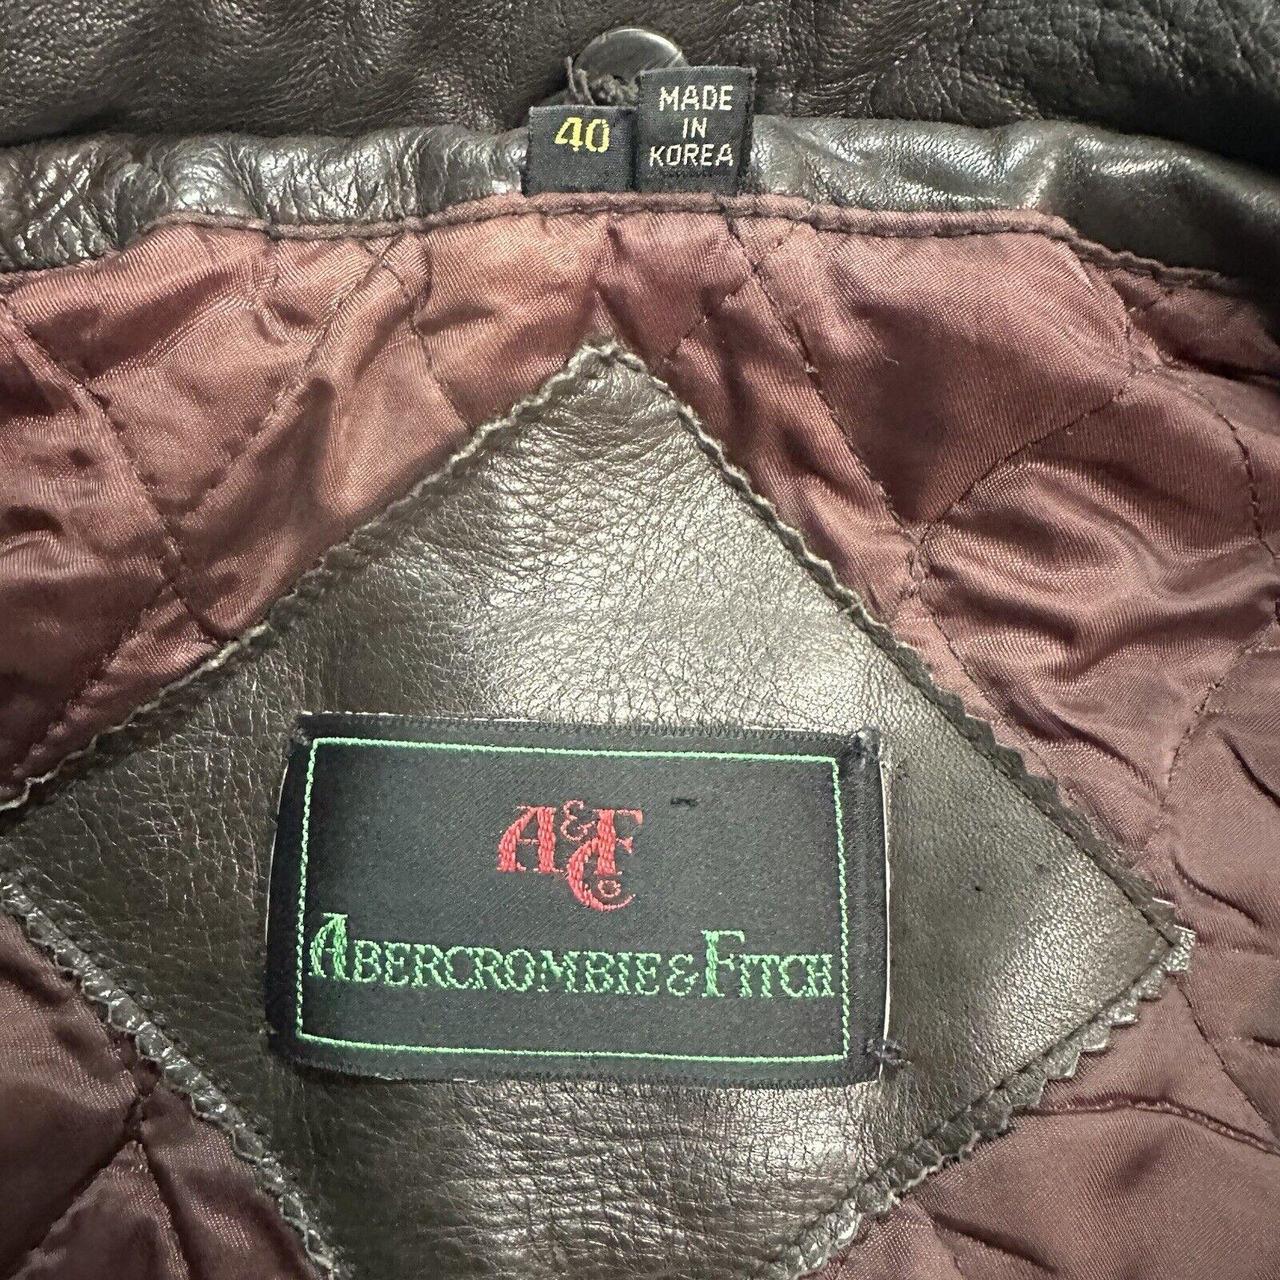 40
MADE
IN
KOREA
A&F
Co
ABERCROMBIE & FITCH